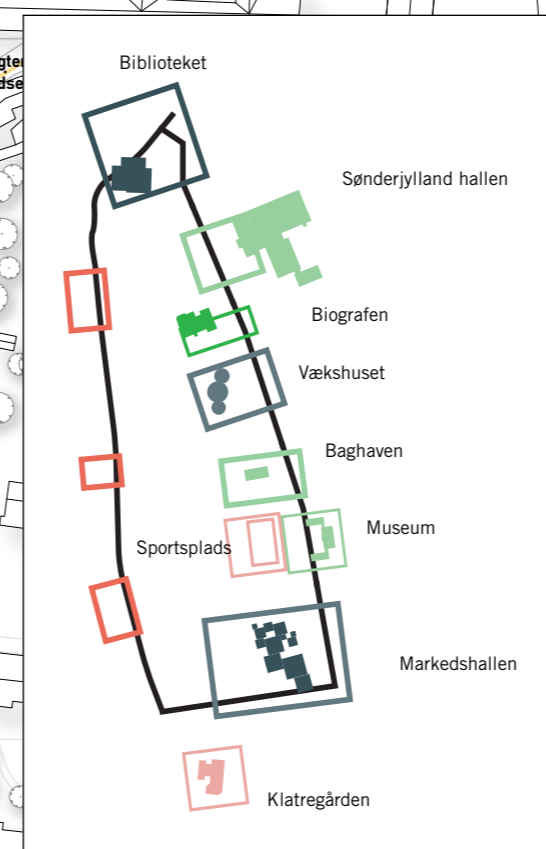 Biblioteket
Sønderjylland hallen
Biografen
Vækshuset
Baghaven
Museum
Sportsplads
Markedshallen
Klatregården